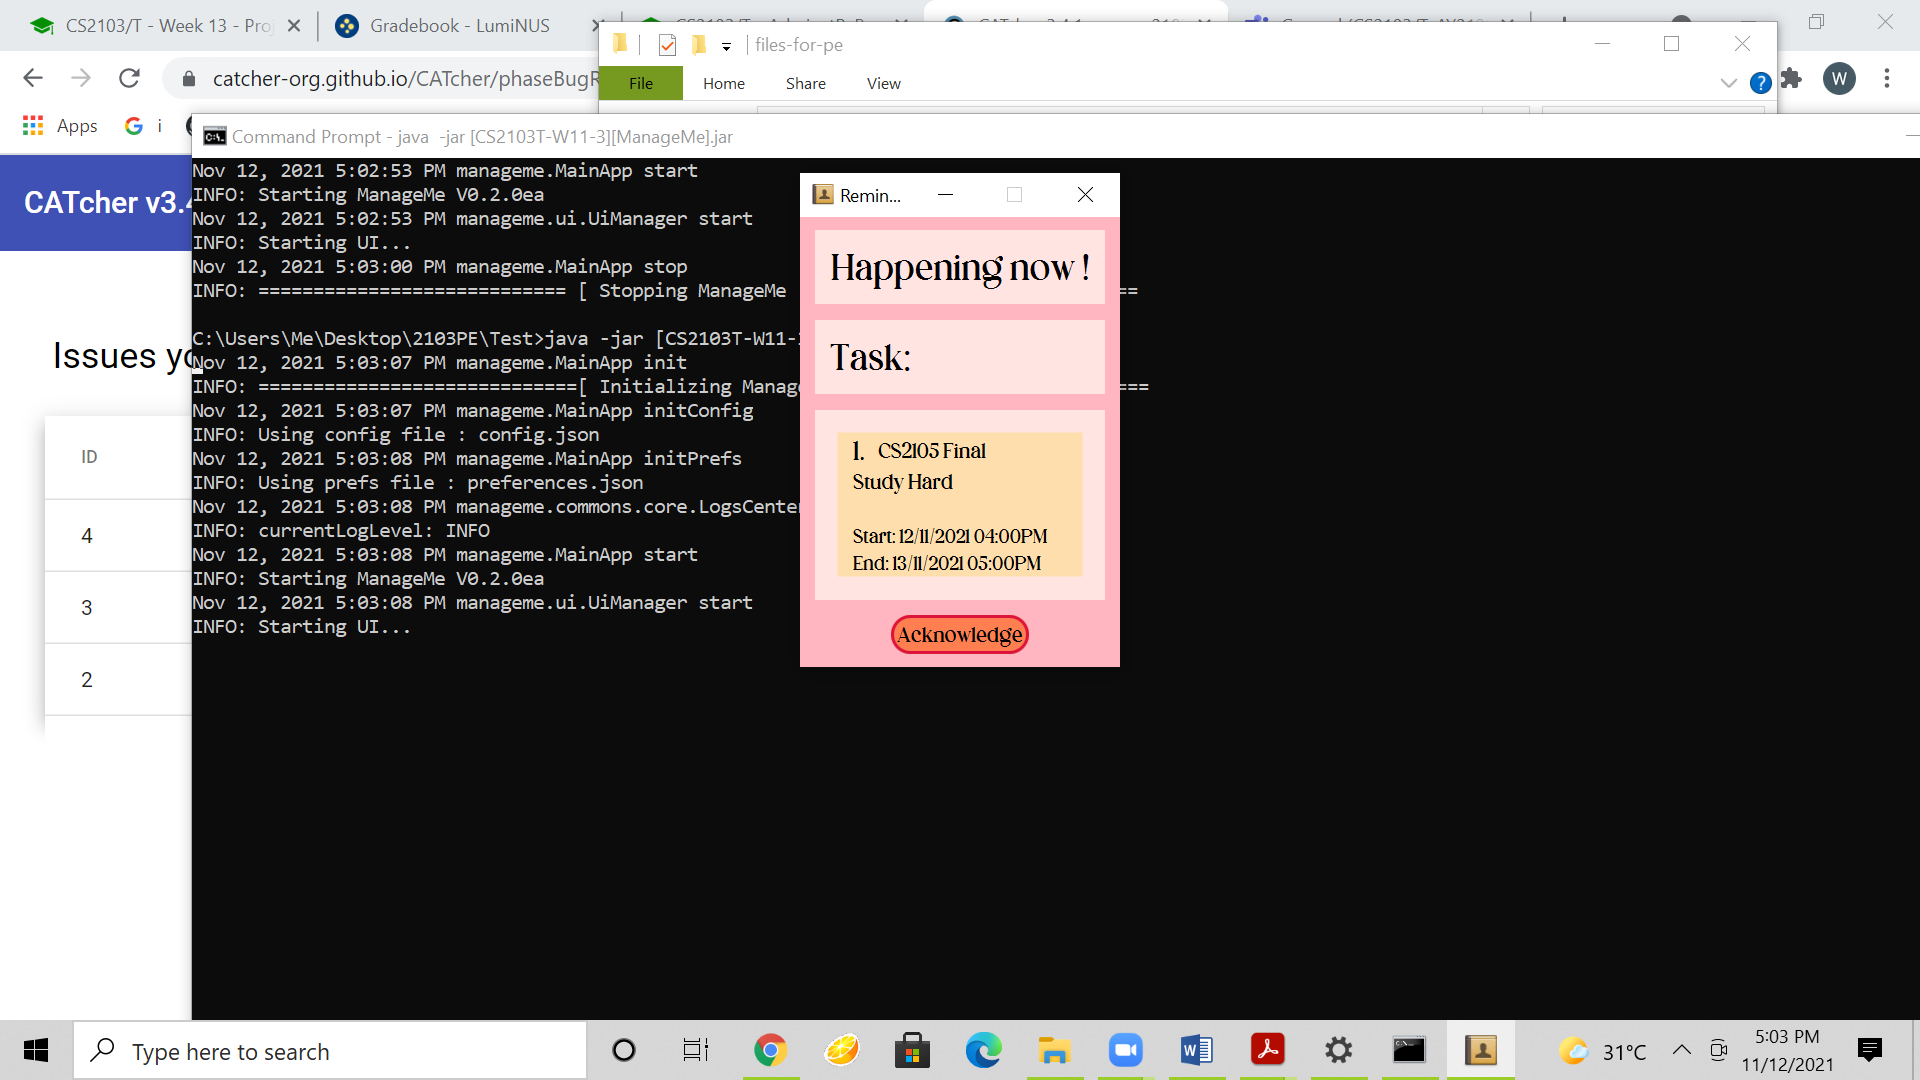 CS2103/T - Week 13 - Proj
Gradebook - LumiNUS
files-for-pe
catcher-org.github.io/CATcher/phaseBugR
File
Home
Share
View
?
W
Apps
i
Command Prompt - java  -jar [CS2103T-W11-3][ManageMe].jar
CATcher v3.4
Nov 12, 2021 5:02:53 PM manageme.MainApp start
INFO: Starting ManageMe V0.2.0ea
Nov 12, 2021 5:02:53 PM manageme.ui.UiManager start
INFO: Starting UI...
Nov 12, 2021 5:03:00 PM manageme.MainApp stop
INFO: ============================ [ Stopping ManageMe ==
C:\Users\Me\Desktop\2103PE\Test>java -jar [CS2103T-W11-
Nov 12, 2021 5:03:07 PM manageme.MainApp init
INFO: =============================[ Initializing Manage ===
Nov 12, 2021 5:03:07 PM manageme.MainApp initConfig
INFO: Using config file : config.json
Nov 12, 2021 5:03:08 PM manageme.MainApp initPrefs
INFO: Using prefs file : preferences.json
Nov 12, 2021 5:03:08 PM manageme.commons.core.LogsCenter
INFO: currentLogLevel: INFO
Nov 12, 2021 5:03:08 PM manageme.MainApp start
INFO: Starting ManageMe V0.2.0ea
Nov 12, 2021 5:03:08 PM manageme.ui.UiManager start
INFO: Starting UI...
Issues yo
ID
4
3
2
Remin...
Happening now !
Task:
1. CS2105 Final
Study Hard
Start: 12/11/2021 04:00PM
End: 13/11/2021 05:00PM
Acknowledge
Type here to search
31°C
5:03 PM
11/12/2021